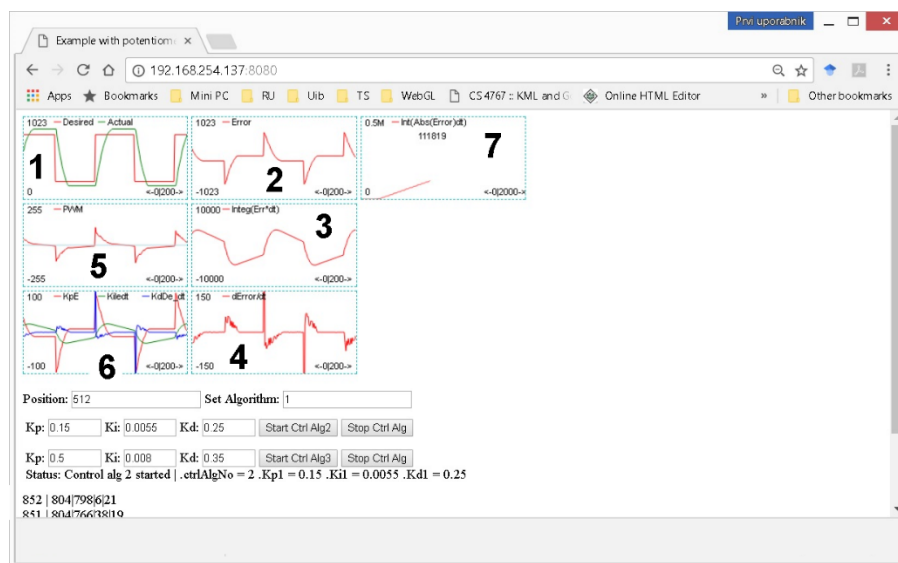 Prvi uporabnik
Example with potentiom
192.168.254.137:8080
Apps Bookmarks Mini PC RU Uib TS WebGL CS 4767 :: KML and G Online HTML Editor » Other bookmarks
1023 Desired Actual
1
0 <-0|200->
1023 Error
2
-1023 <-0|200->
0.5M Int(Abs(Error)dt)
111819
7
0 <-0|2000->
255 PWM
5
-255 <-0|200->
10000 Integ(Err*dt)
3
-10000 <-0|200->
100 KpE KiIedt KdDe_dt
6
-100 <-0|200->
150 dError/dt
4
-150 <-0|200->
Position: 512 Set Algorithm: 1
Kp: 0.15 Ki: 0.0055 Kd: 0.25 Start Ctrl Alg2 Stop Ctrl Alg
Kp: 0.5 Ki: 0.008 Kd: 0.35 Start Ctrl Alg3 Stop Ctrl Alg
Status: Control alg 2 started | .ctrlAlgNo = 2 .Kp1 = 0.15 .Ki1 = 0.0055 .Kd1 = 0.25
852 | 804|798|6|21
851 | 804|766|38|19